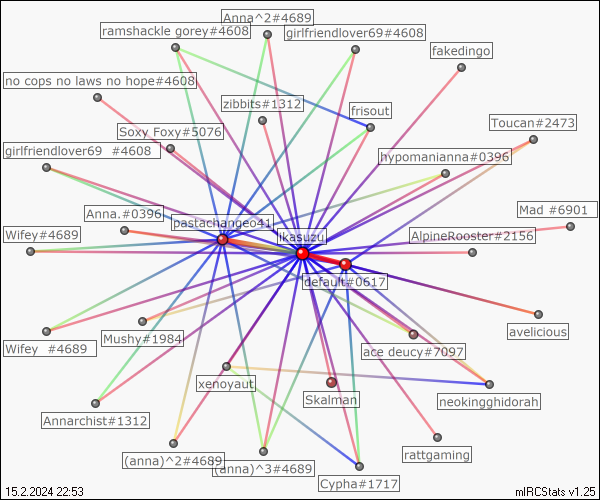 Anna^2#4689
ramshackle gorey#4608
girlfriendlover69#4608
fakedingo
no cops no laws no hope#4608
zibbits#1312
frisout
Toucan#2473
Soxy Foxy#5076
girlfriendlover69 #4608
hypomanianna#0396
Mad #6901
Anna.#0396
pastachangeo41
Wifey#4689
ikasuzu
AlpineRooster#2156
default#0617
avelicious
Mushy#1984
Wifey #4689
ace deucy#7097
xenoyaut
Skalman
neokingghidorah
Annarchist#1312
rattgaming
(anna)^2#4689
(anna)^3#4689
Cypha#1717
15.2.2024 22:53
mIRCStats v1.25